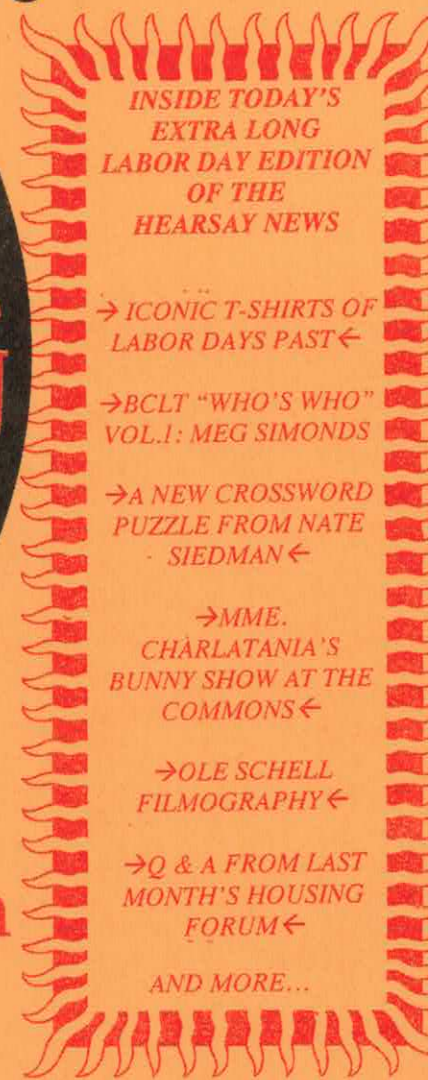 INSIDE TODAY'S
EXTRA LONG
LABOR DAY EDITION
OF THE
HEARSAY NEWS
→ ICONIC T-SHIRTS OF
LABOR DAYS PAST ←
→BCLT "WHO'S WHO"
VOL.1: MEG SIMONDS
→A NEW CROSSWORD
PUZZLE FROM NATE
SIEDMAN ←
→MME.
CHARLATANIA'S
BUNNY SHOW AT THE
COMMONS ←
→OLE SCHELL
FILMOGRAPHY ←
→Q & A FROM LAST
MONTH'S HOUSING
FORUM ←
AND MORE...